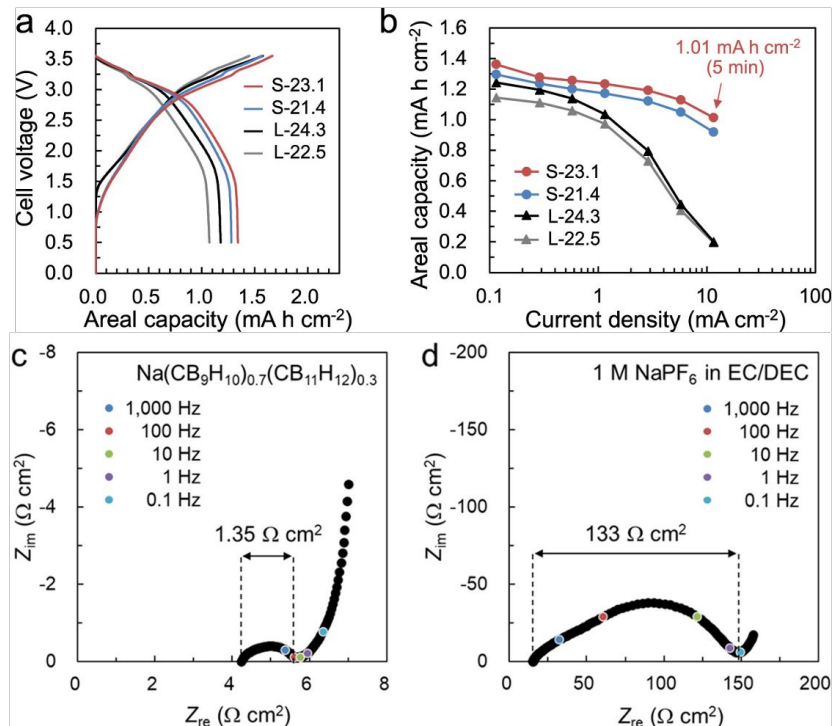 a
Cell voltage (V)
4.0
3.5
3.0
2.5
2.0
1.5
1.0
0.5
0.0
S-23.1
S-21.4
L-24.3
L-22.5
0.0 0.5 1.0 1.5 2.0
Areal capacity (mA h cm⁻²)
b
Areal capacity (mA h cm⁻²)
1.6
1.4
1.2
1.0
0.8
0.6
0.4
0.2
0.0
1.01 mA h cm⁻²
(5 min)
S-23.1
S-21.4
L-24.3
L-22.5
0.1 1 10 100
Current density (mA cm⁻²)
c
Zim (Ω cm²)
-8
-6
-4
-2
0
Na(CB₉H₁₀)₀.₇(CB₁₁H₁₂)₀.₃
1,000 Hz
100 Hz
10 Hz
1 Hz
0.1 Hz
1.35 Ω cm²
0 2 4 6 8
Zre (Ω cm²)
d
Zim (Ω cm²)
-200
-150
-100
-50
0
1 M NaPF₆ in EC/DEC
1,000 Hz
100 Hz
10 Hz
1 Hz
0.1 Hz
133 Ω cm²
0 50 100 150 200
Zre (Ω cm²)